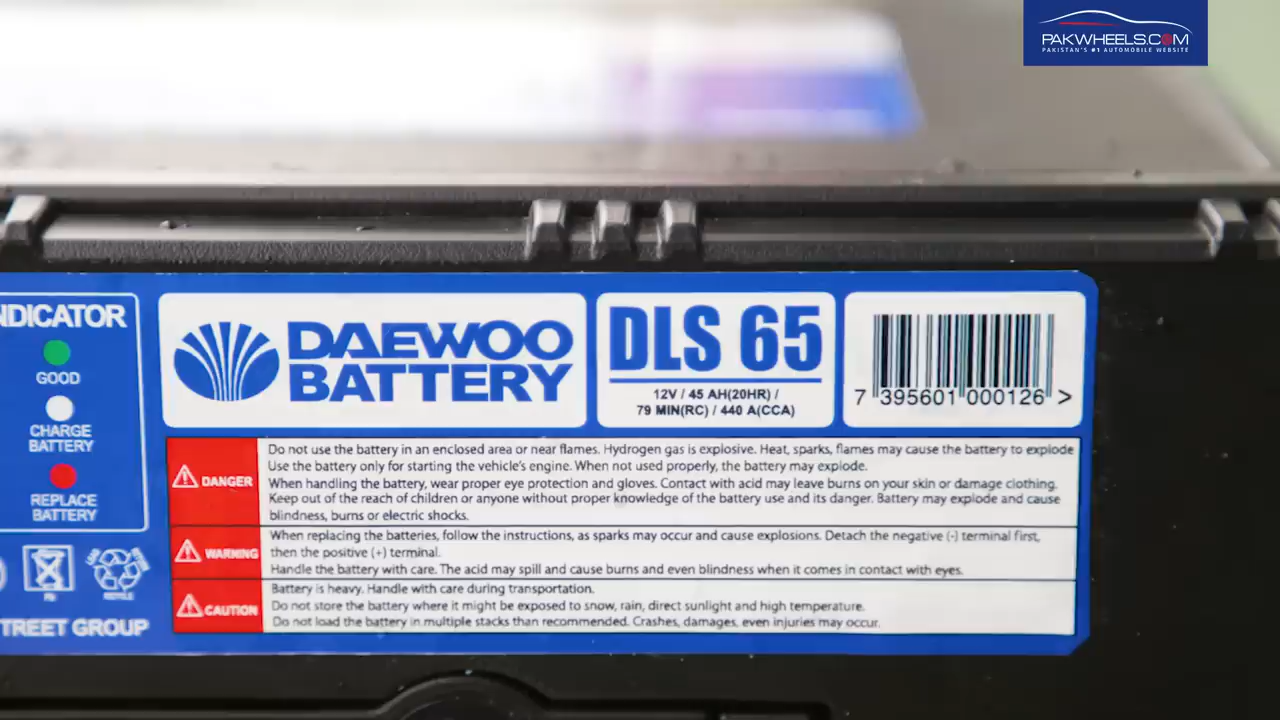 PAKWHEELS.COM
PAKISTAN'S #1 AUTOMOBILE WEBSITE
NDICATOR
GOOD
CHARGE
BATTERY
REPLACE
BATTERY
TREET GROUP
DAEWOO
BATTERY
DLS 65
12V / 45 AH(20HR) /
79 MIN(RC) / 440 A(CCA)
7 395601 000126 >
DANGER
Do not use the battery in an enclosed area or near flames. Hydrogen gas is explosive. Heat, sparks, flames may cause the battery to explode
Use the battery only for starting the vehicle's engine. When not used properly, the battery may explode.
When handling the battery, wear proper eye protection and gloves. Contact with acid may leave burns on your skin or damage clothing.
Keep out of the reach of children or anyone without proper knowledge of the battery use and its danger. Battery may explode and cause
blindness, burns or electric shocks.
WARNING
When replacing the batteries, follow the instructions, as sparks may occur and cause explosions. Detach the negative (-) terminal first,
then the positive (+) terminal.
Handle the battery with care. The acid may spill and cause burns and even blindness when it comes in contact with eyes.
CAUTION
Battery is heavy. Handle with care during transportation.
Do not store the battery where it might be exposed to snow, rain, direct sunlight and high temperature.
Do not load the battery in multiple stacks than recommended. Crashes, damages, even injuries may occur.